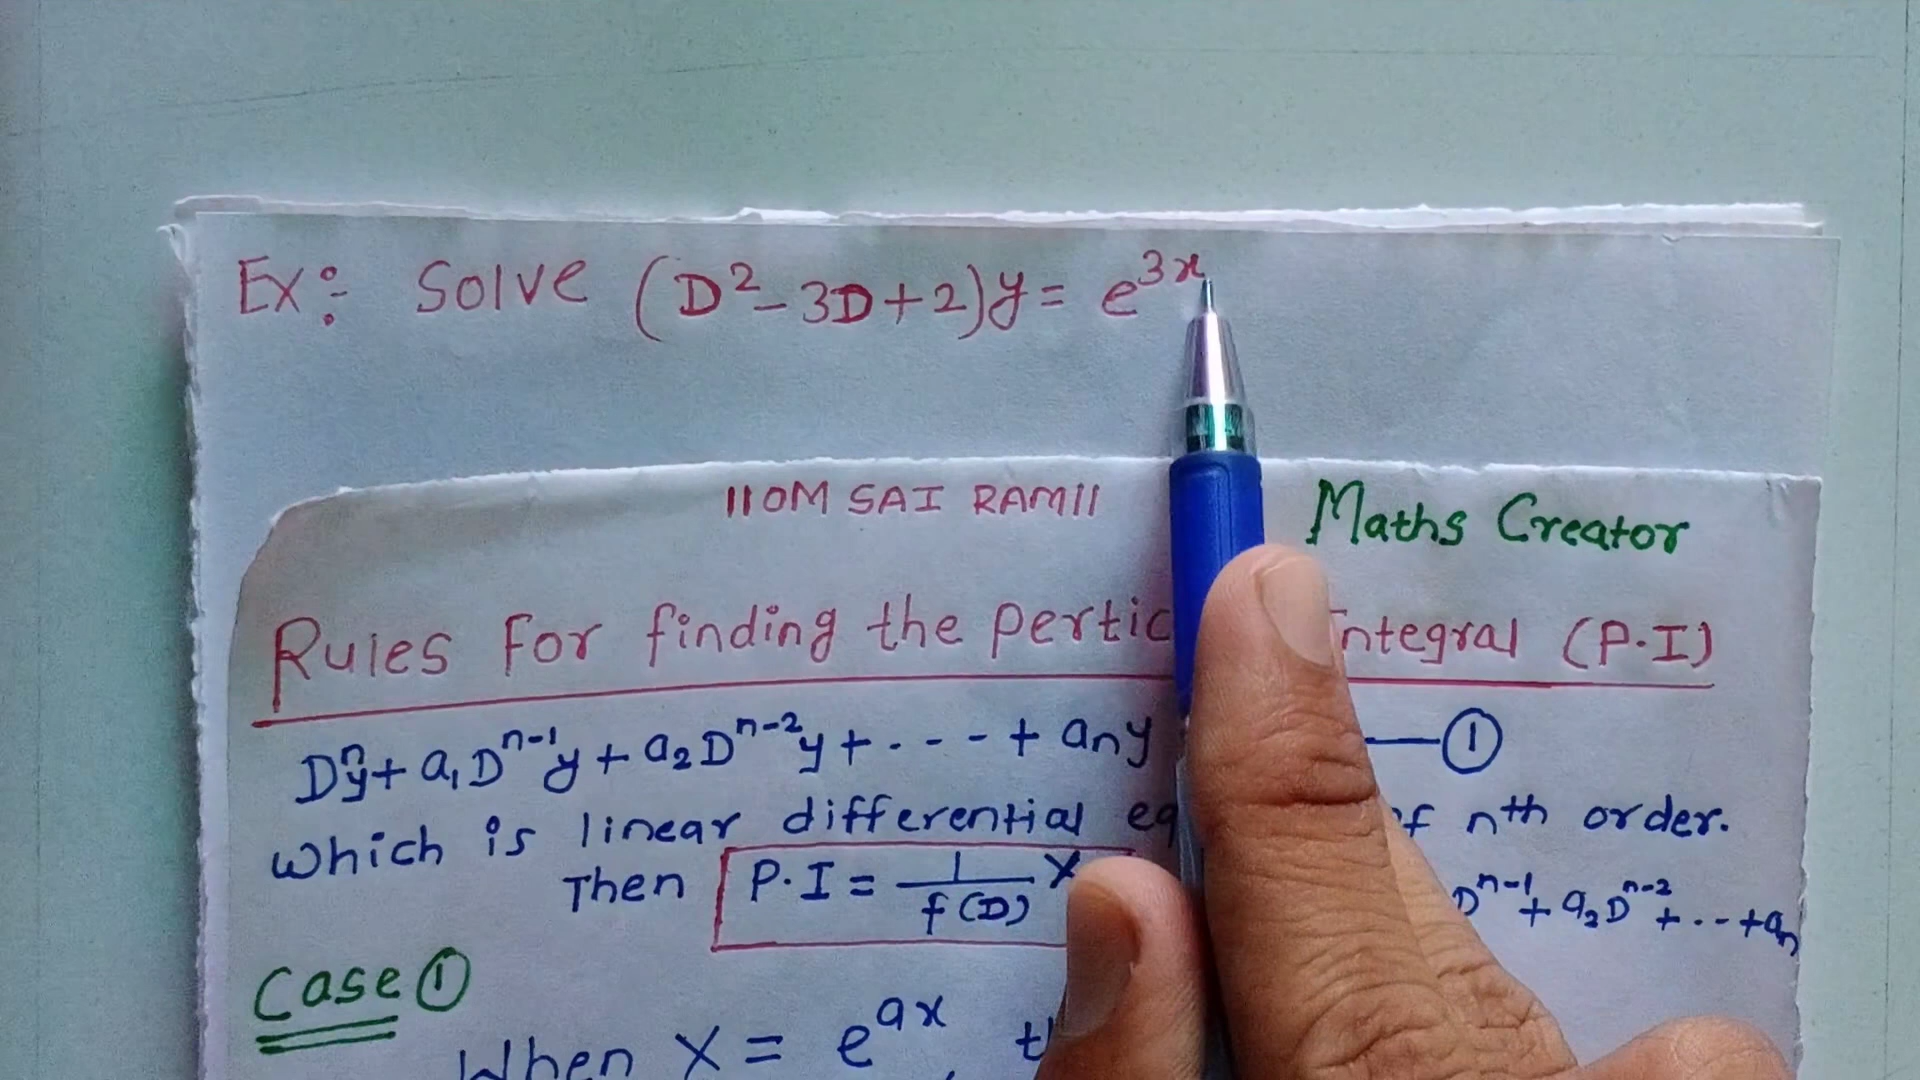 Ex:- Solve (D²-3D+2)y = e³ˣ
||OM SAI RAM||
Maths Creator
Rules For finding the pertic ntegral (P.I)
Dⁿy + a₁Dⁿ⁻¹y + a₂Dⁿ⁻²y + . - - - + any — ①
which is linear differential of nth order.
Then P.I = 1/f(D) X Dⁿ⁻¹ + a₂Dⁿ⁻² + . - - + an
Case ①
When X = eᵃˣ